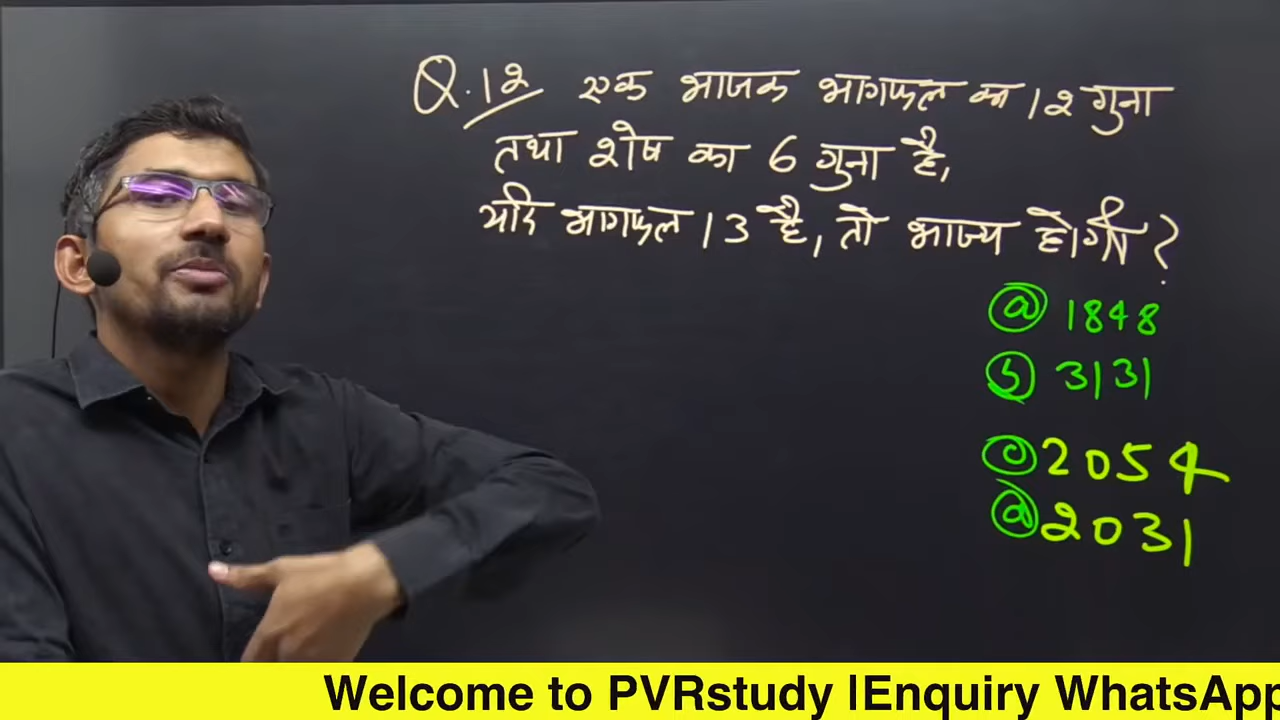 Q.12 एक भाजक भागफल का 12 गुना
तथा शेष का 6 गुना है,
यदि भागफल 13 है, तो भाज्य होगा ?
ⓐ 1848
ⓑ 3131
ⓒ 2054
ⓓ 2031
Welcome to PVRstudy |Enquiry WhatsApp